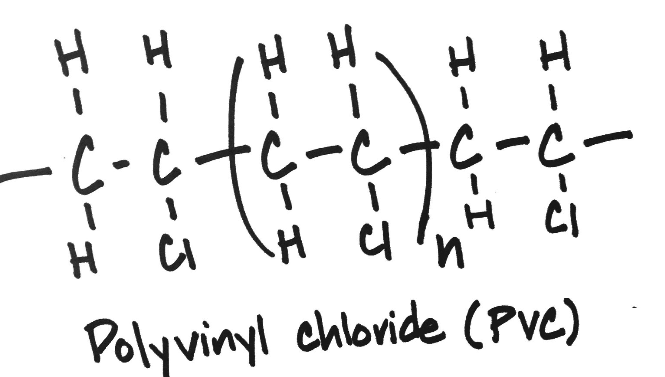 H H ( H H ) H H
C C C C C C
H Cl H Cl n H Cl
Polyvinyl chloride (PVC)